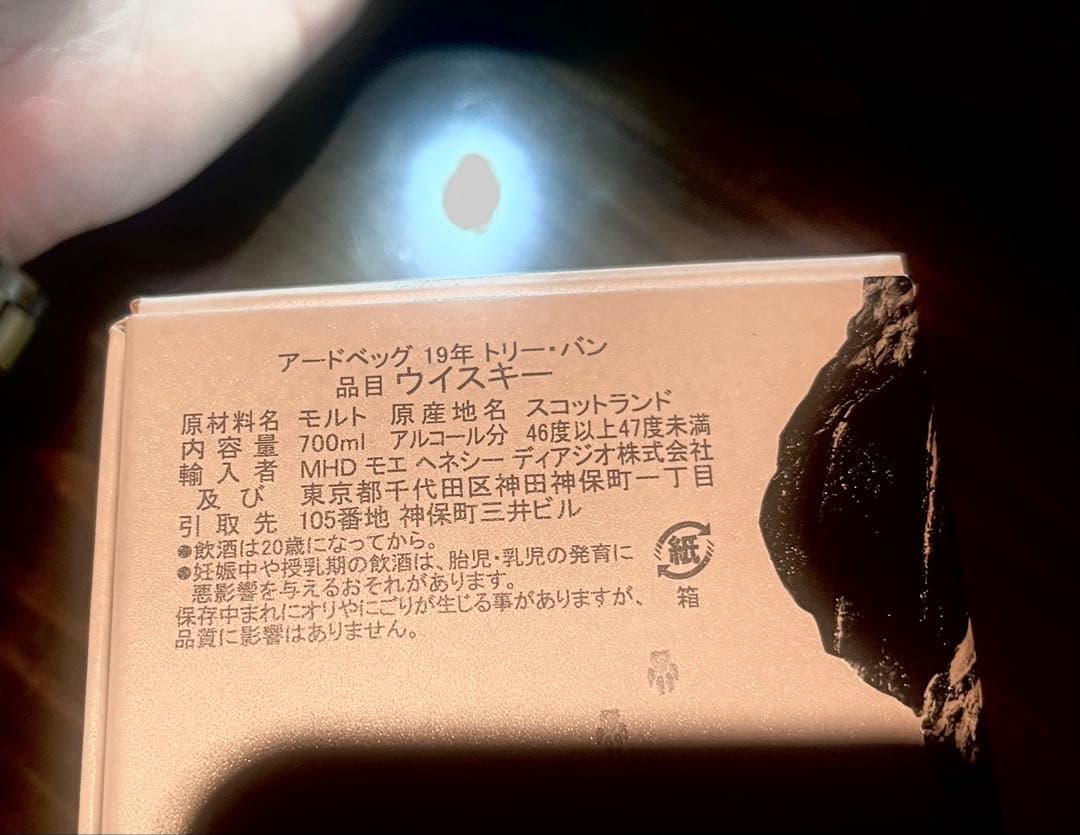 アードベッグ 19年 トリー・バン
品目 ウイスキー
原材料名 モルト 原産地名 スコットランド
内容量 700ml アルコール分 46度以上47度未満
輸入者 MHD モエ ヘネシー ディアジオ株式会社
及び 東京都千代田区神田神保町一丁目
引取先 105番地 神保町三井ビル
●飲酒は20歳になってから。
●妊娠中や授乳期の飲酒は、胎児・乳児の発育に
悪影響を与えるおそれがあります。
保存中まれにオリやにごりが生じる事がありますが、
品質に影響はありません。
紙
箱